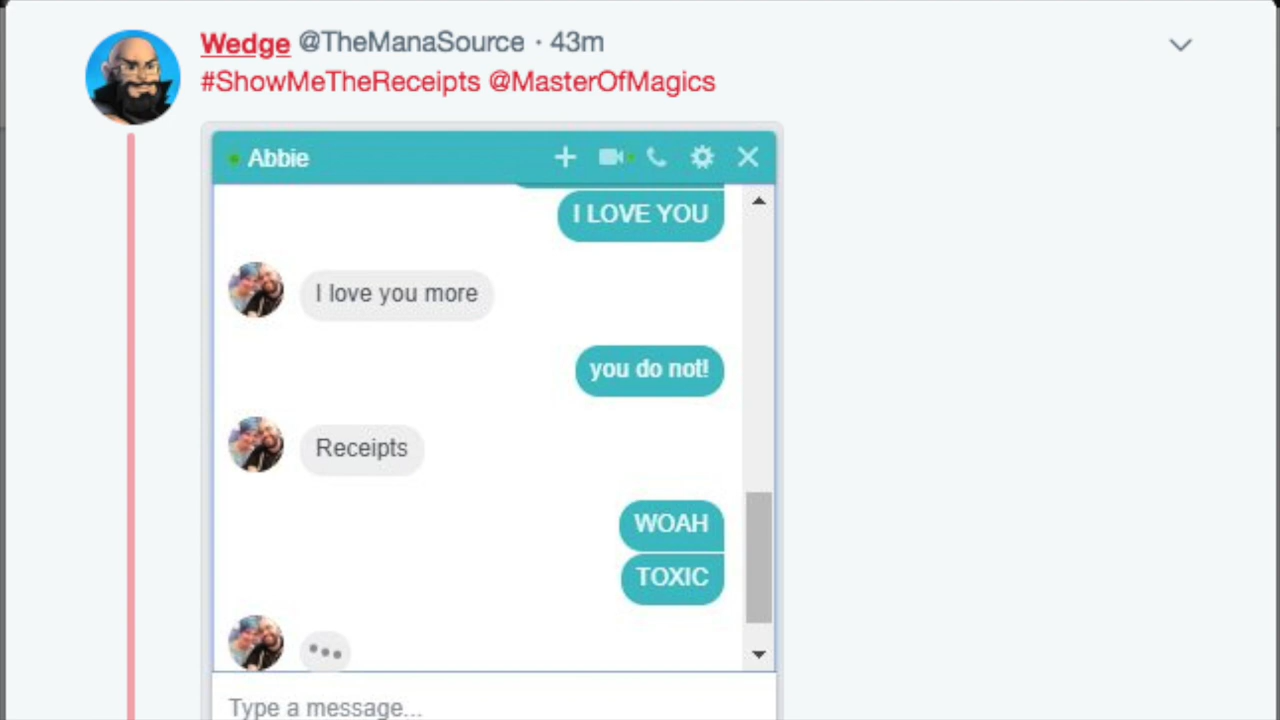 Wedge @TheManaSource · 43m
#ShowMeTheReceipts @MasterOfMagics
Abbie
I LOVE YOU
I love you more
you do not!
Receipts
WOAH
TOXIC
Type a message...